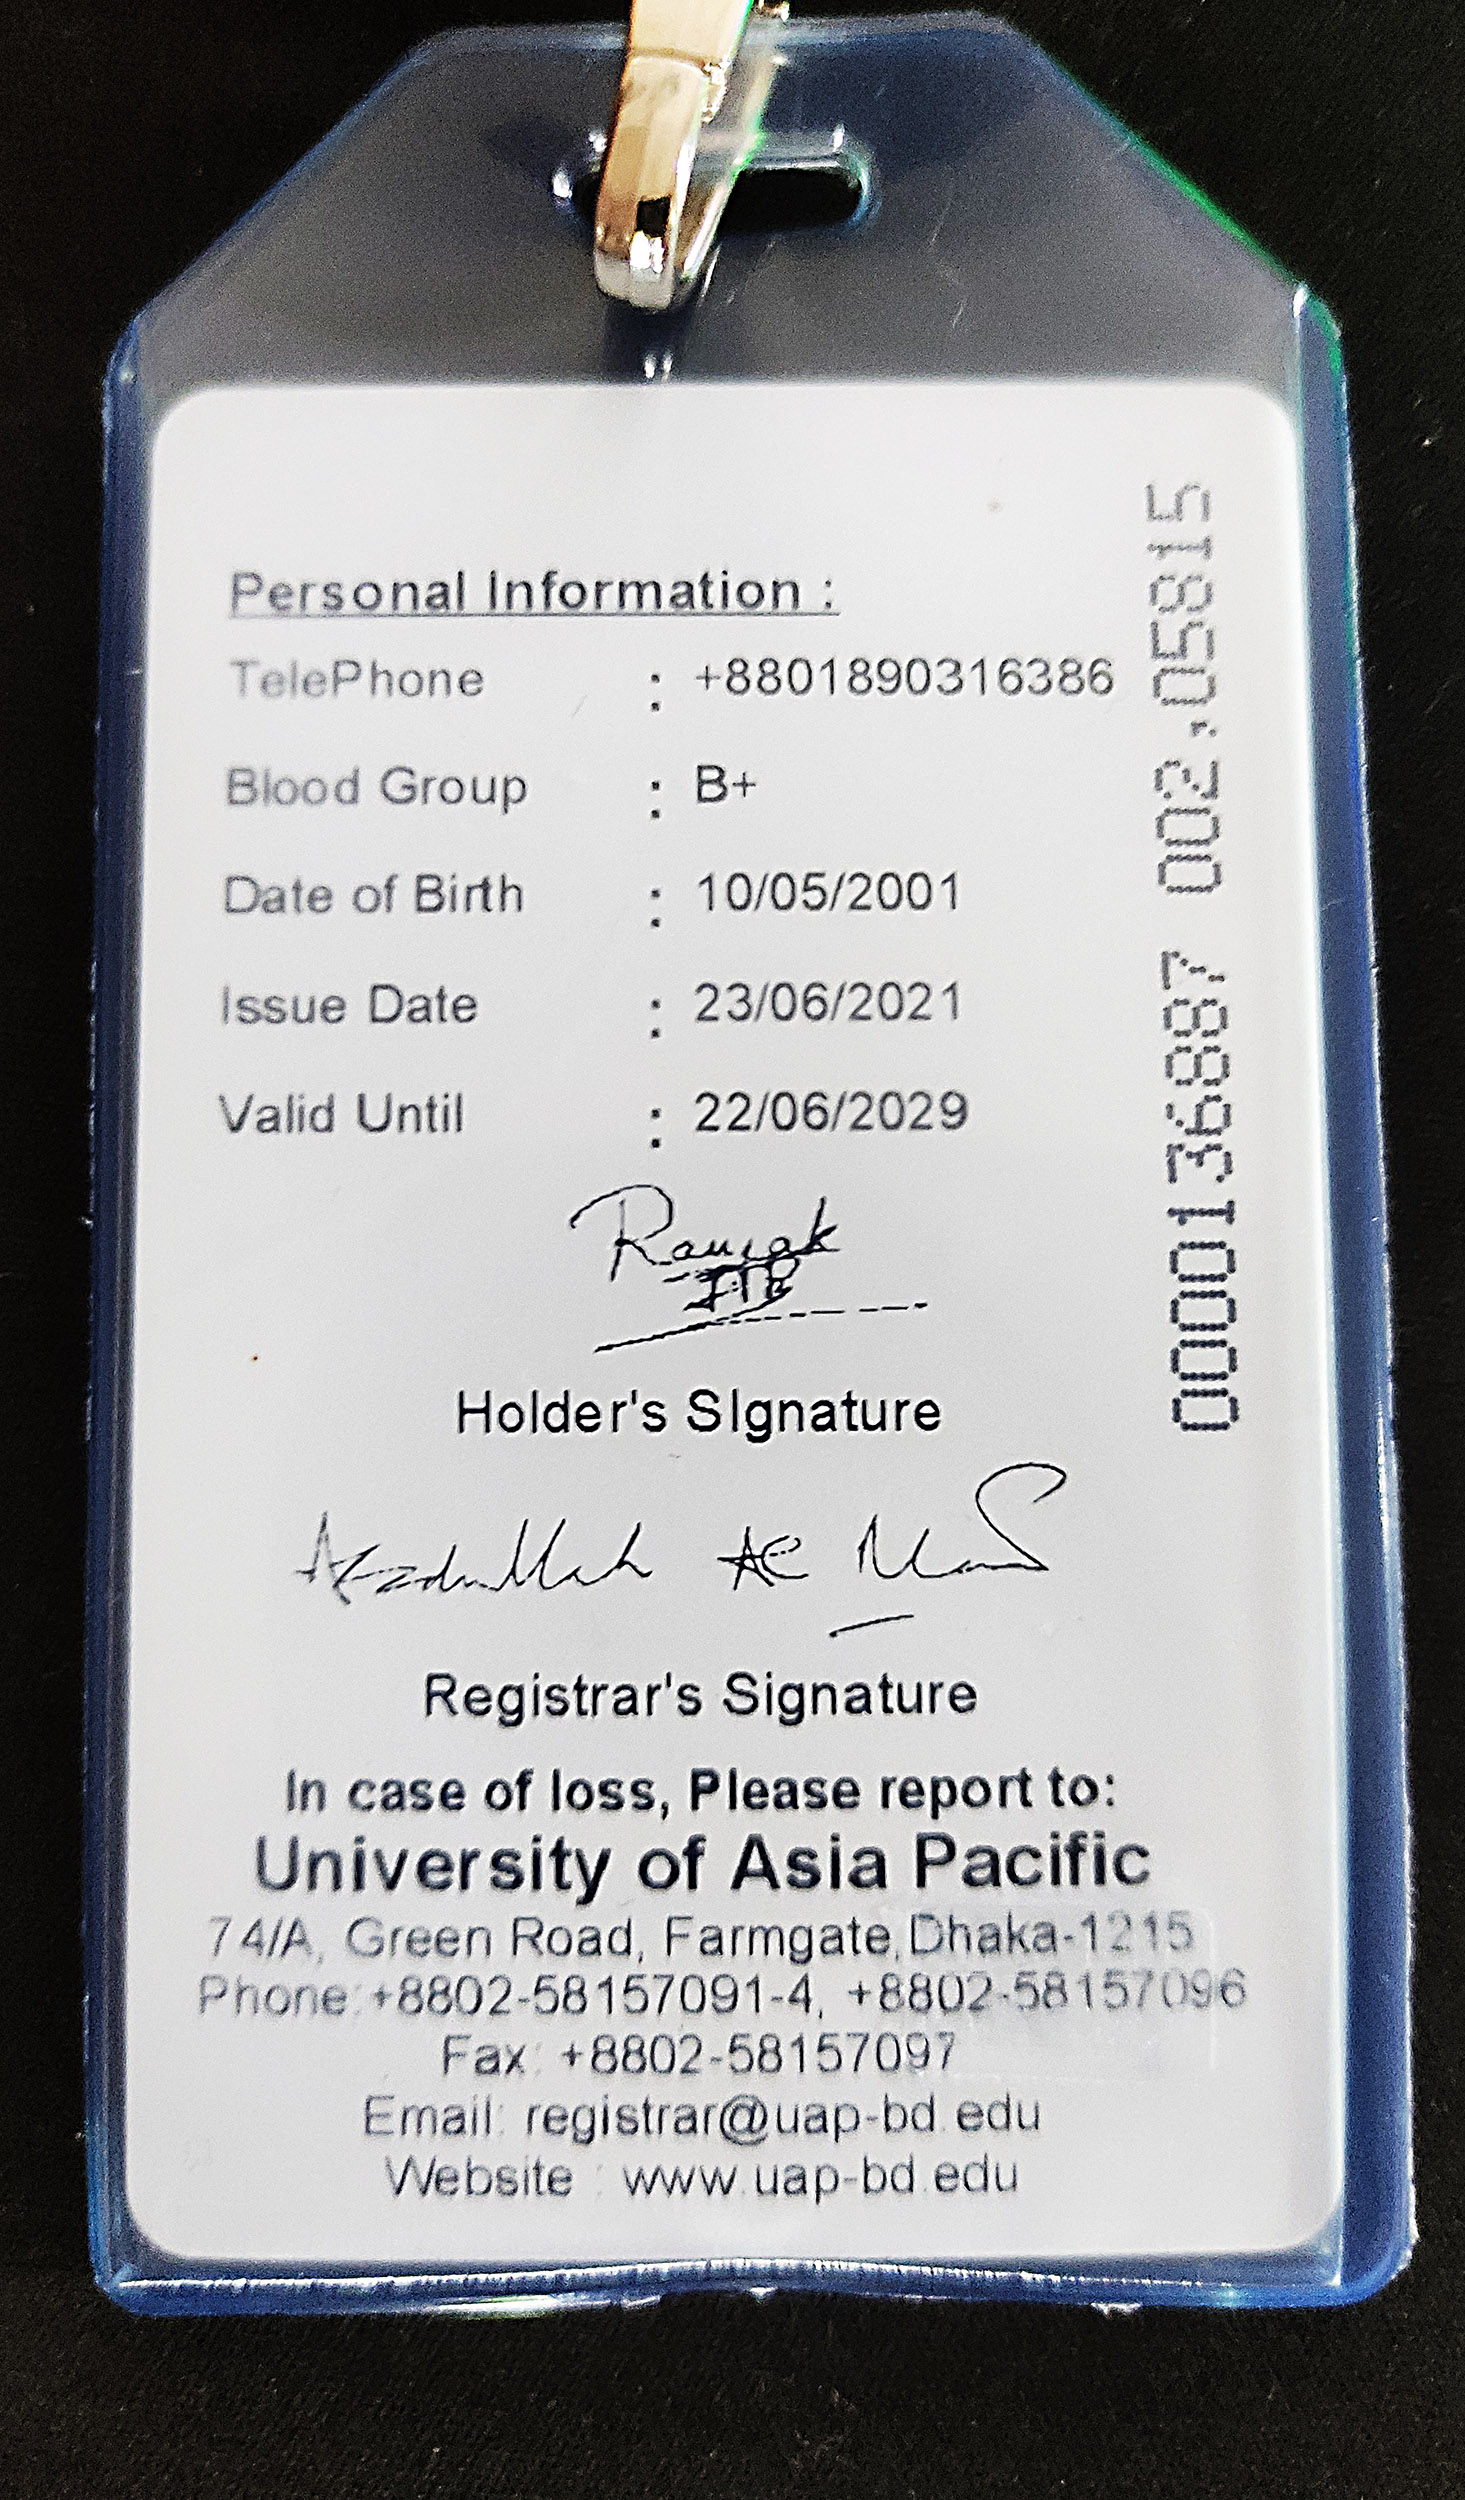 Personal Information :
TelePhone : +8801890316386
Blood Group : B+
Date of Birth : 10/05/2001
Issue Date : 23/06/2021
Valid Until : 22/06/2029
Holder's SIgnature
Registrar's Signature
In case of loss, Please report to:
University of Asia Pacific
74/A, Green Road, Farmgate,Dhaka-1215
Phone:+8802-58157091-4, +8802-58157096
Fax: +8802-58157097
Email: registrar@uap-bd.edu
Website : www.uap-bd.edu
0000136887 002,05815